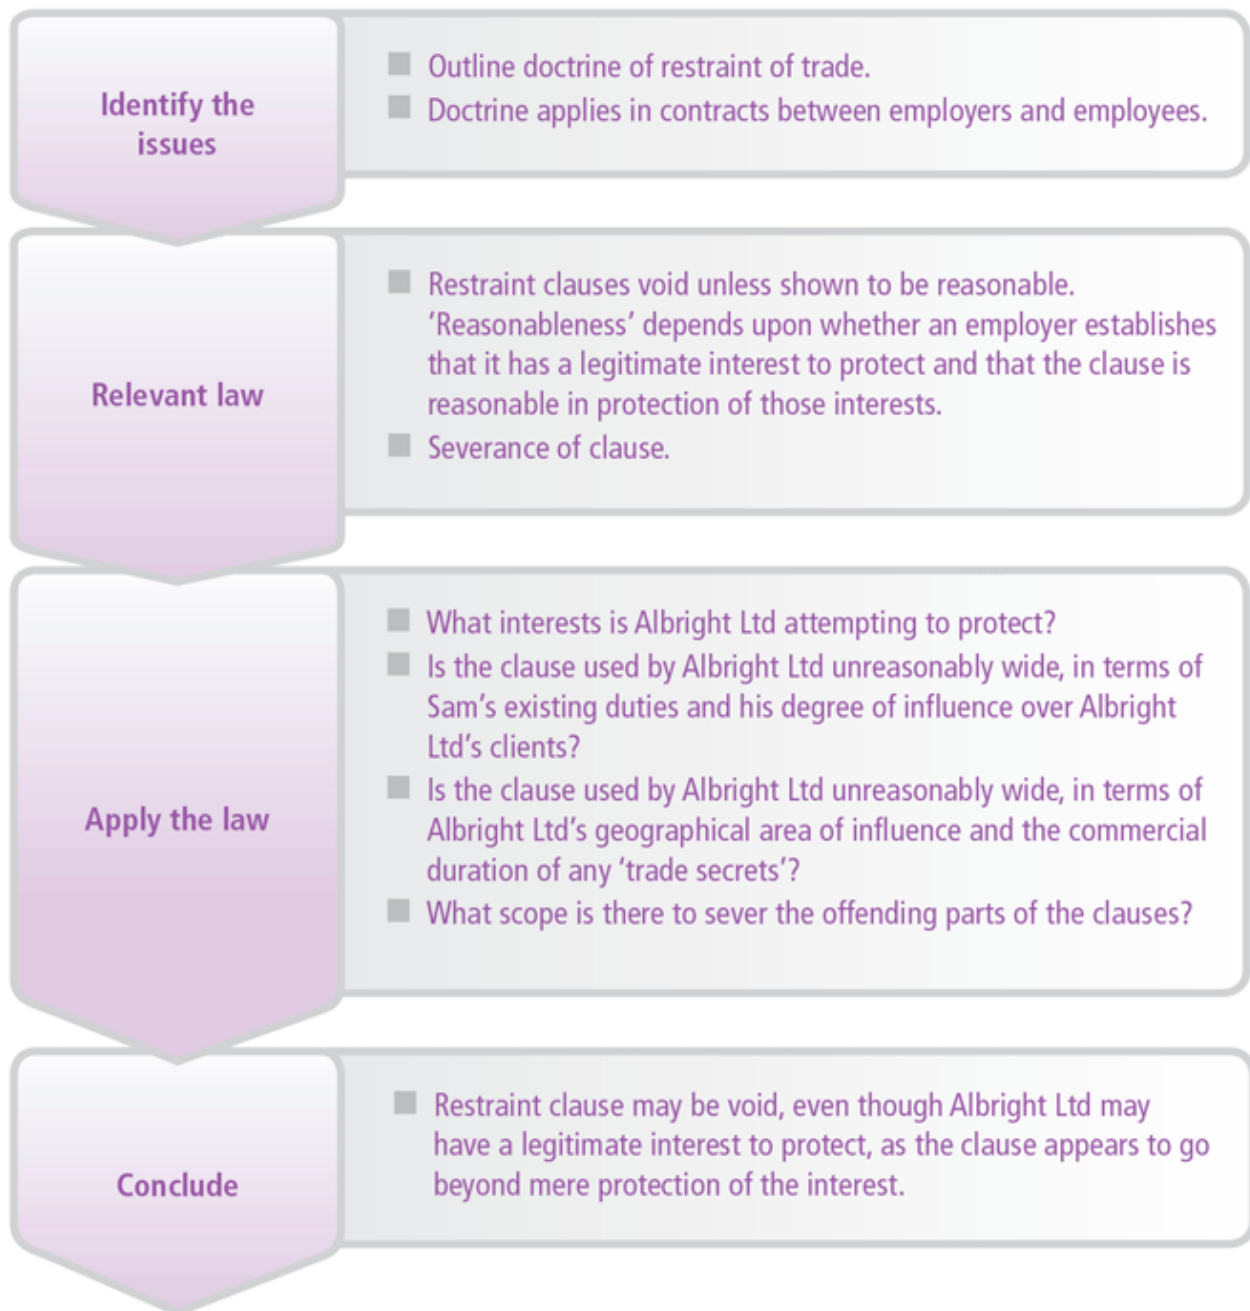 Identify the
issues
■ Outline doctrine of restraint of trade.
■ Doctrine applies in contracts between employers and employees.
Relevant law
■ Restraint clauses void unless shown to be reasonable.
‘Reasonableness’ depends upon whether an employer establishes
that it has a legitimate interest to protect and that the clause is
reasonable in protection of those interests.
■ Severance of clause.
Apply the law
■ What interests is Albright Ltd attempting to protect?
■ Is the clause used by Albright Ltd unreasonably wide, in terms of
Sam’s existing duties and his degree of influence over Albright
Ltd’s clients?
■ Is the clause used by Albright Ltd unreasonably wide, in terms of
Albright Ltd’s geographical area of influence and the commercial
duration of any ‘trade secrets’?
■ What scope is there to sever the offending parts of the clauses?
Conclude
■ Restraint clause may be void, even though Albright Ltd may
have a legitimate interest to protect, as the clause appears to go
beyond mere protection of the interest.